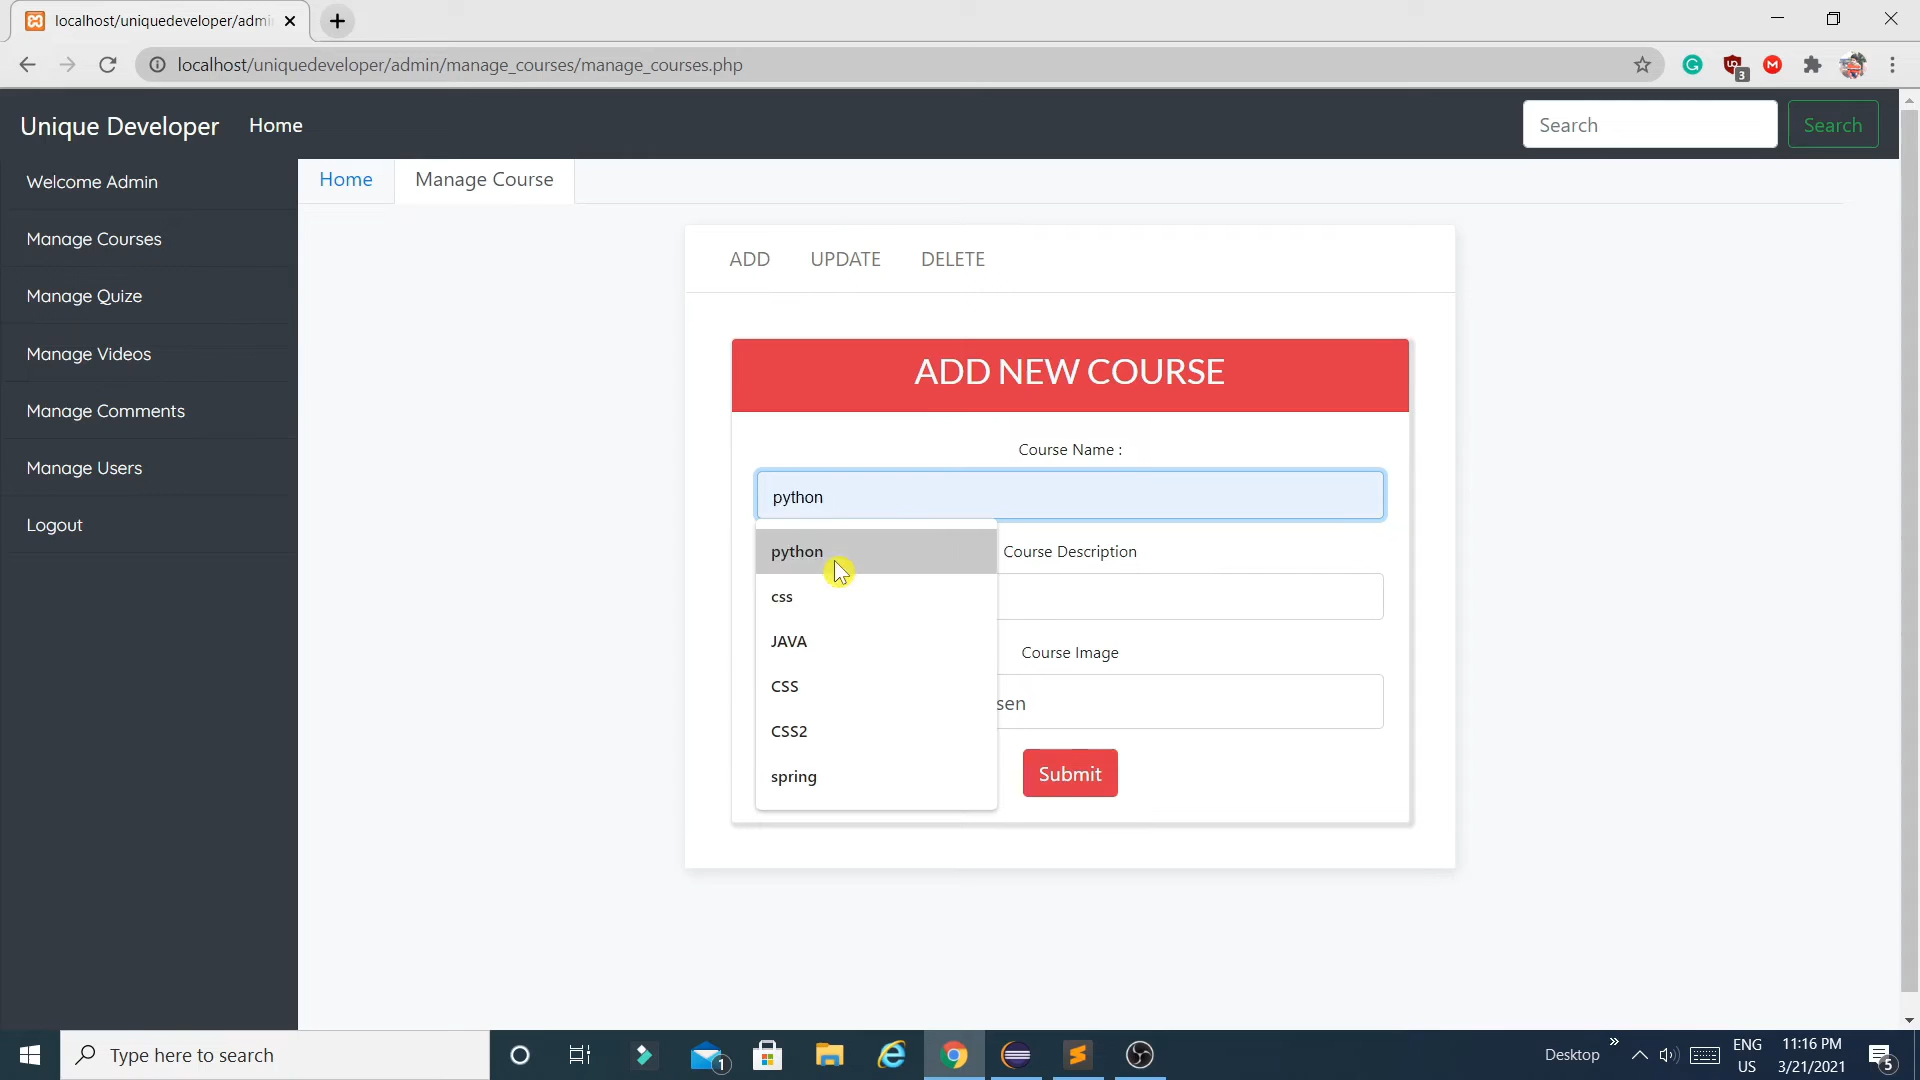 localhost/uniquedeveloper/admi
localhost/uniquedeveloper/admin/manage_courses/manage_courses.php
3
Unique Developer
Home
Search
Search
Welcome Admin
Manage Courses
Manage Quize
Manage Videos
Manage Comments
Manage Users
Logout
Home
Manage Course
ADD
UPDATE
DELETE
ADD NEW COURSE
Course Name :
python
python
css
JAVA
CSS
CSS2
spring
Course Description
Course Image
sen
Submit
Type here to search
1
Desktop
ENG
US
11:16 PM
3/21/2021
5